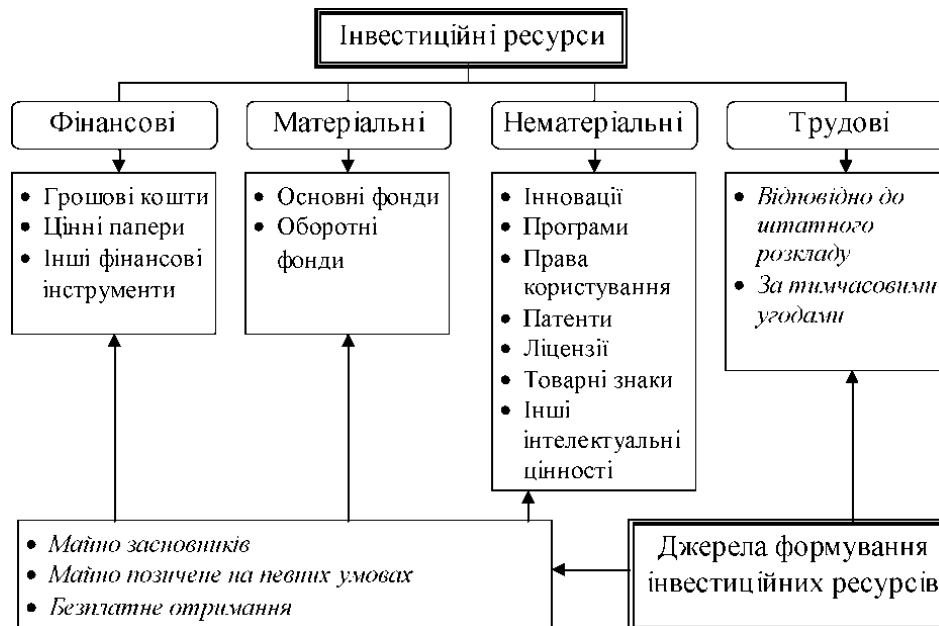 Інвестиційні ресурси
Фінансові
Матеріальні
Нематеріальні
Трудові
• Грошові кошти
• Цінні папери
• Інші фінансові
інструменти
• Основні фонди
• Оборотні
фонди
• Інновації
• Програми
• Права
користування
• Патенти
• Ліцензії
• Товарні знаки
• Інші
інтелектуальні
цінності
• Відповідно до
штатного
розкладу
• За тимчасовими
угодами
• Майно засновників
• Майно позичене на певних умовах
• Безплатне отримання
Джерела формування
інвестиційних ресурсів